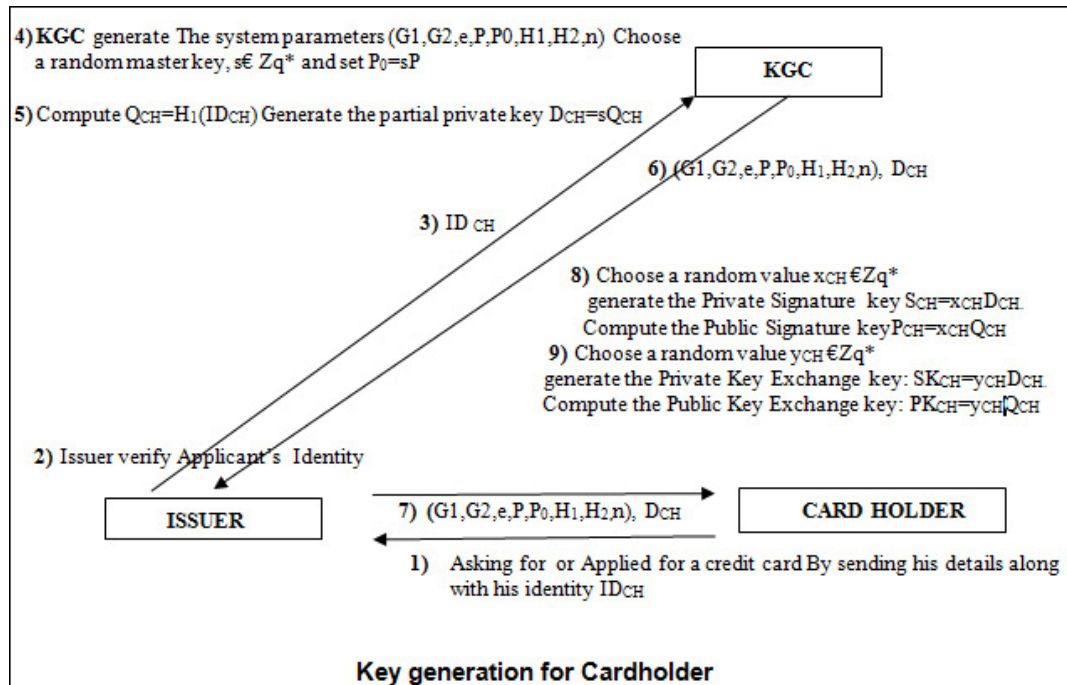 4) KGC generate The system parameters (G1,G2,e,P,P0,H1,H2,n) Choose
a random master key, s€ Zq* and set P₀=sP
KGC
5) Compute QCH=H₁(IDCH) Generate the partial private key DCH=sQCH
6) (G1,G2,e,P,P₀,H₁,H₂,n), DCH
3) ID CH
8) Choose a random value xCH€Zq*
generate the Private Signature key SCH=xCHDCH.
Compute the Public Signature keyPCH=xCHQCH
9) Choose a random value yCH€Zq*
generate the Private Key Exchange key: SKCH=yCHDCH.
Compute the Public Key Exchange key: PKCH=yCHQCH
2) Issuer verify Applicant's Identity
ISSUER
7) (G1,G2,e,P,P₀,H₁,H₂,n), DCH
CARD HOLDER
1) Asking for or Applied for a credit card By sending his details along
with his identity IDCH
Key generation for Cardholder